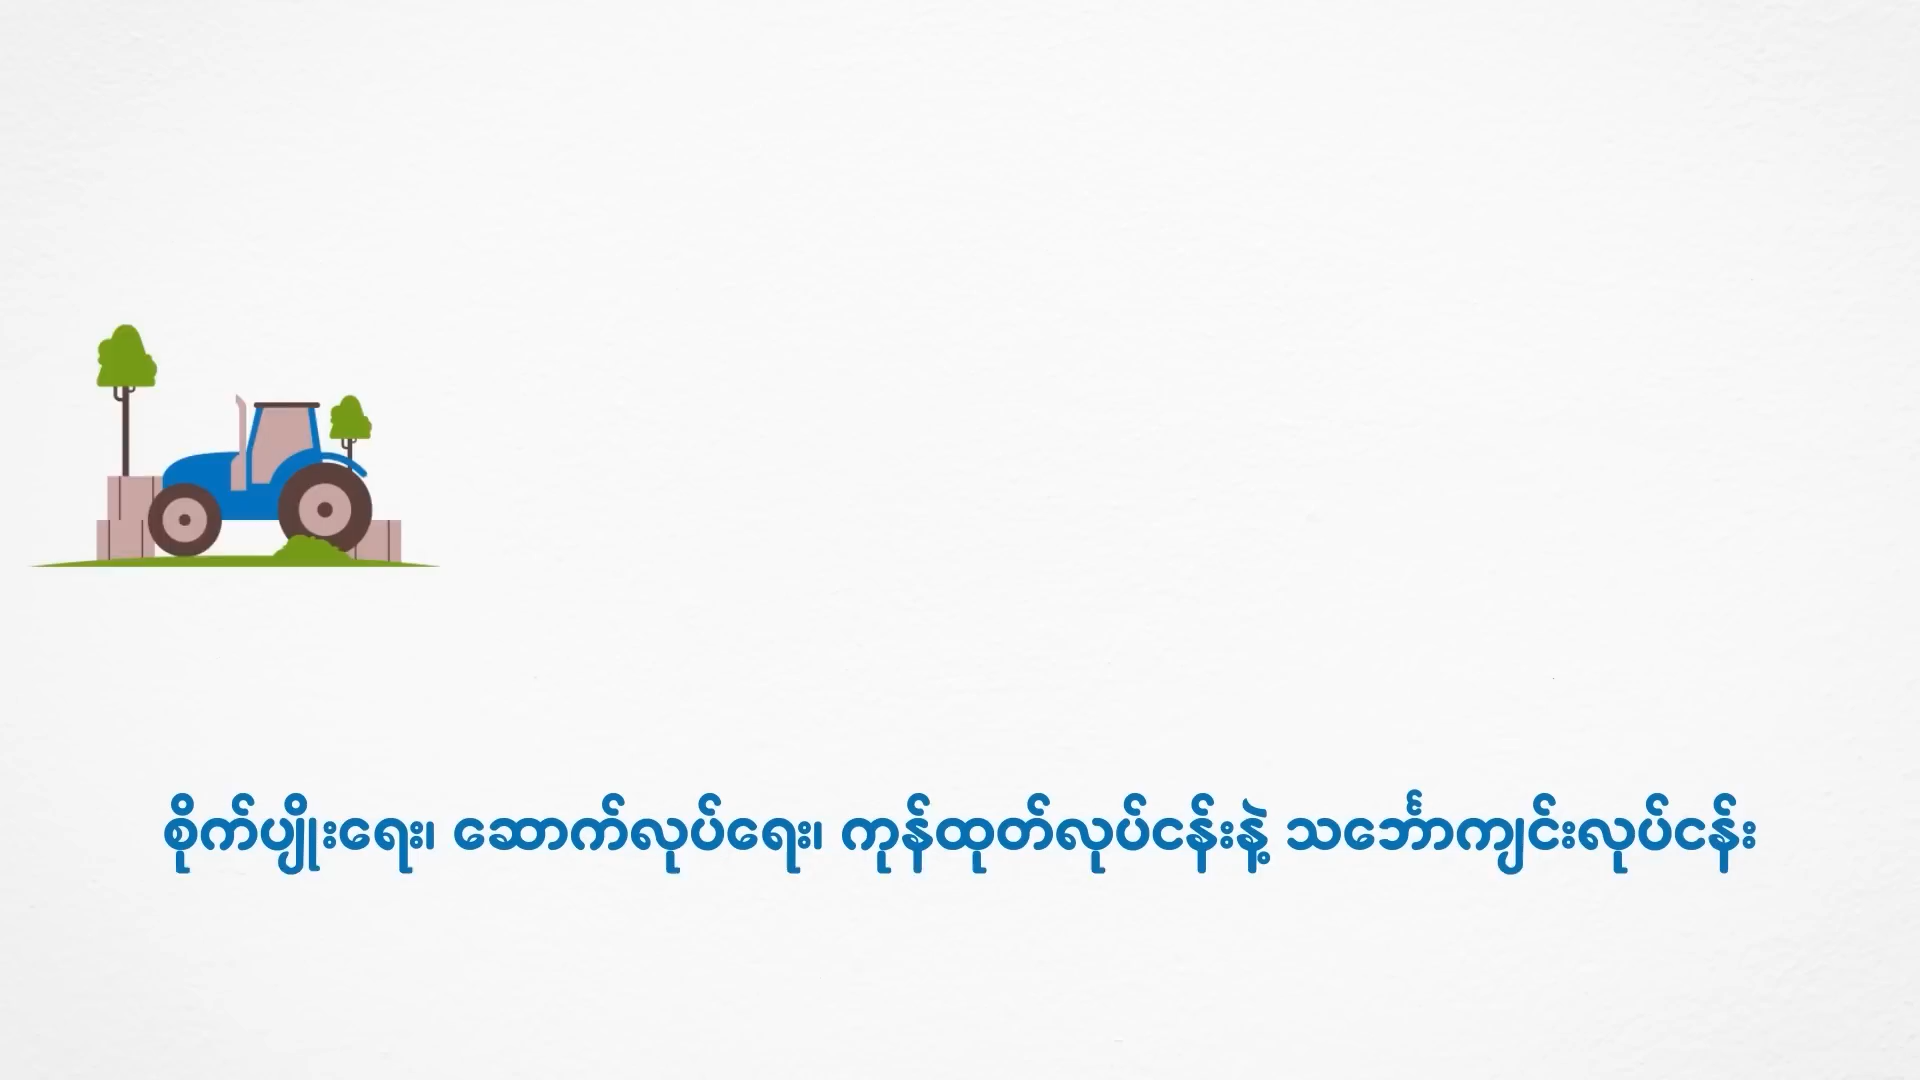 စိုက်ပျိုးရေး၊ ဆောက်လုပ်ရေး၊ ကုန်ထုတ်လုပ်ငန်းနဲ့ သင်္ဘောကျင်းလုပ်ငန်း